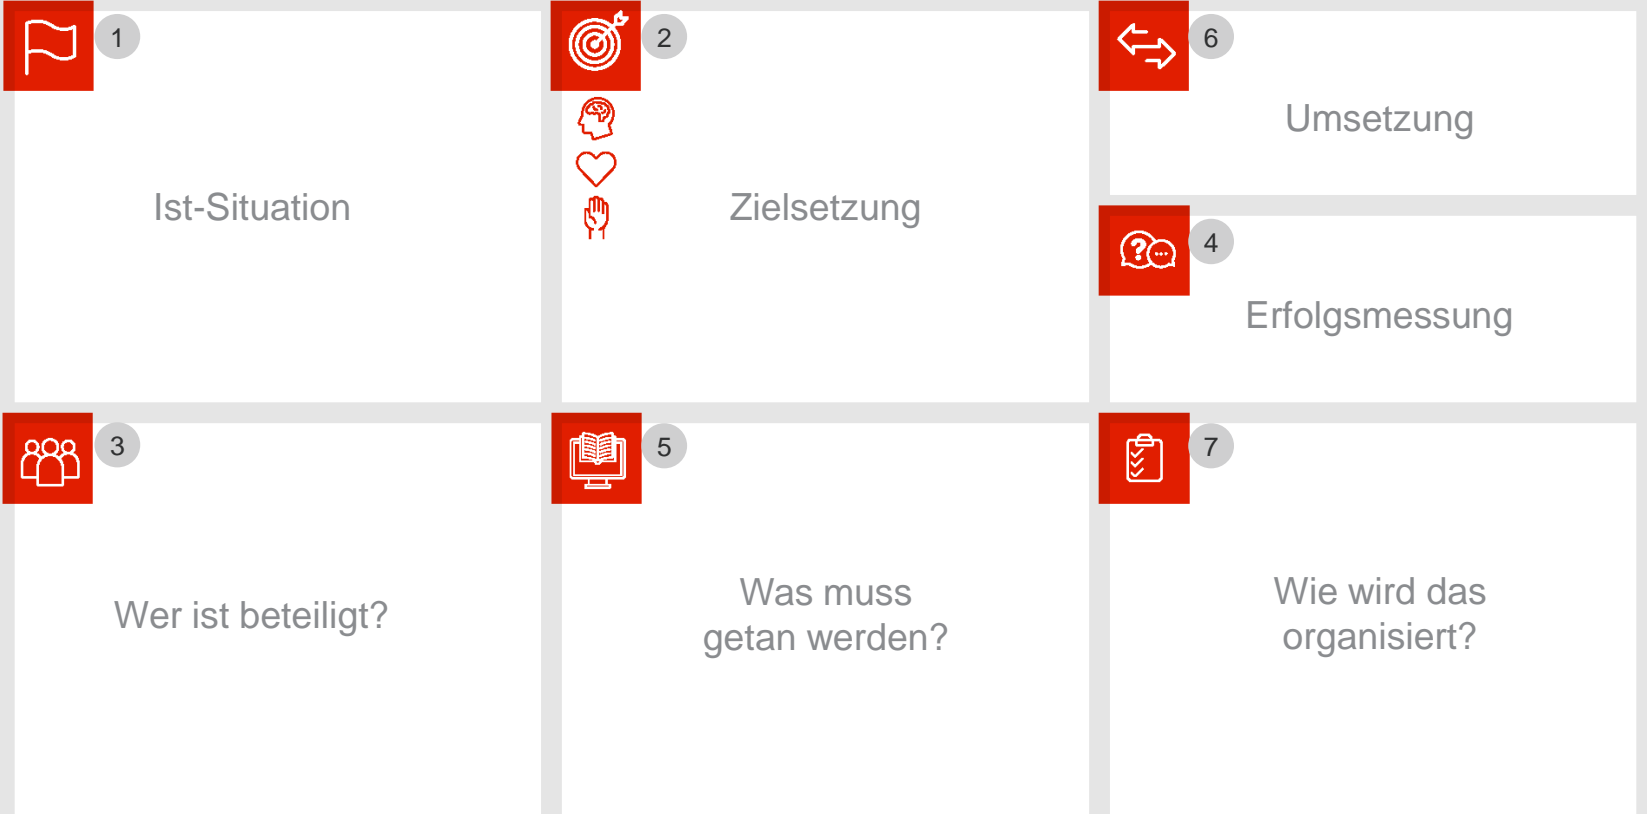 1
Ist-Situation
2
Zielsetzung
6
Umsetzung
4
Erfolgsmessung
3
Wer ist beteiligt?
5
Was muss
getan werden?
7
Wie wird das
organisiert?